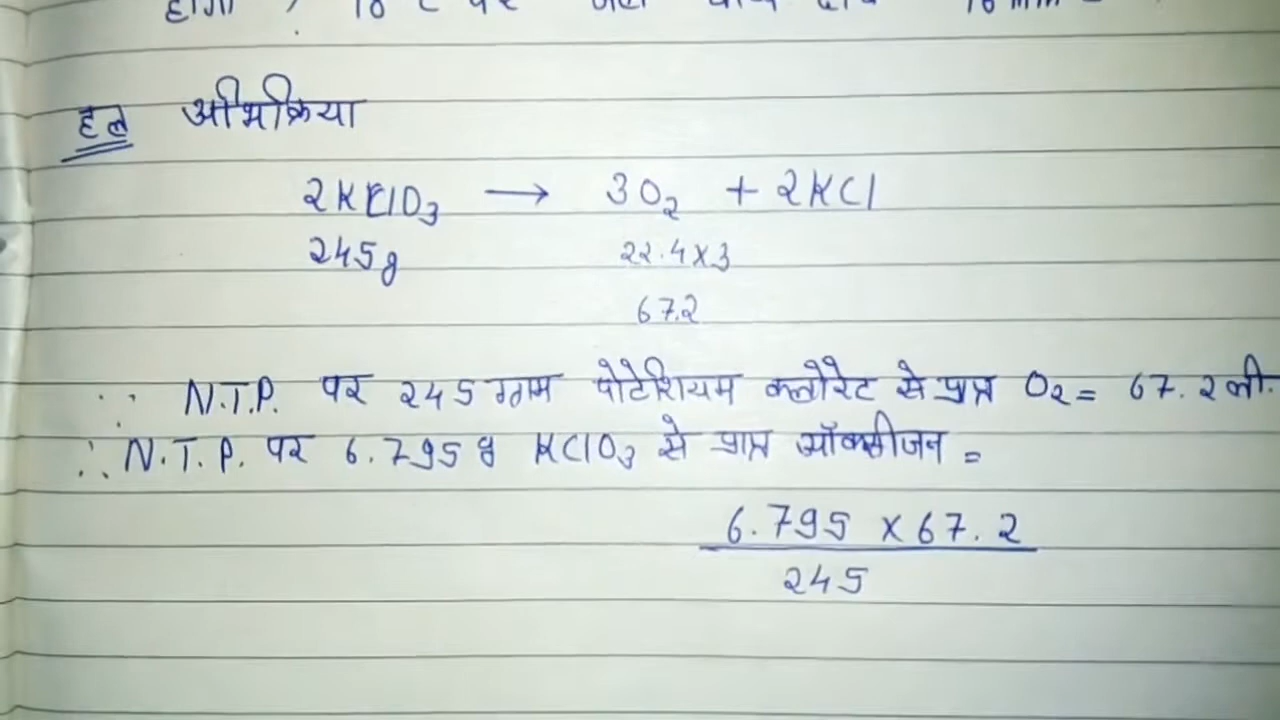 हल अभिक्रिया
2KClO₃ → 3O₂ + 2KCl
245g 22.4x3
67.2
∵ N.T.P. पर 245 ग्राम पोटेशियम क्लोरेट से प्राप्त O₂ = 67.2 ली.
∴ N.T.P. पर 6.795 g KClO₃ से प्राप्त ऑक्सीजन =
6.795 x 67.2
245